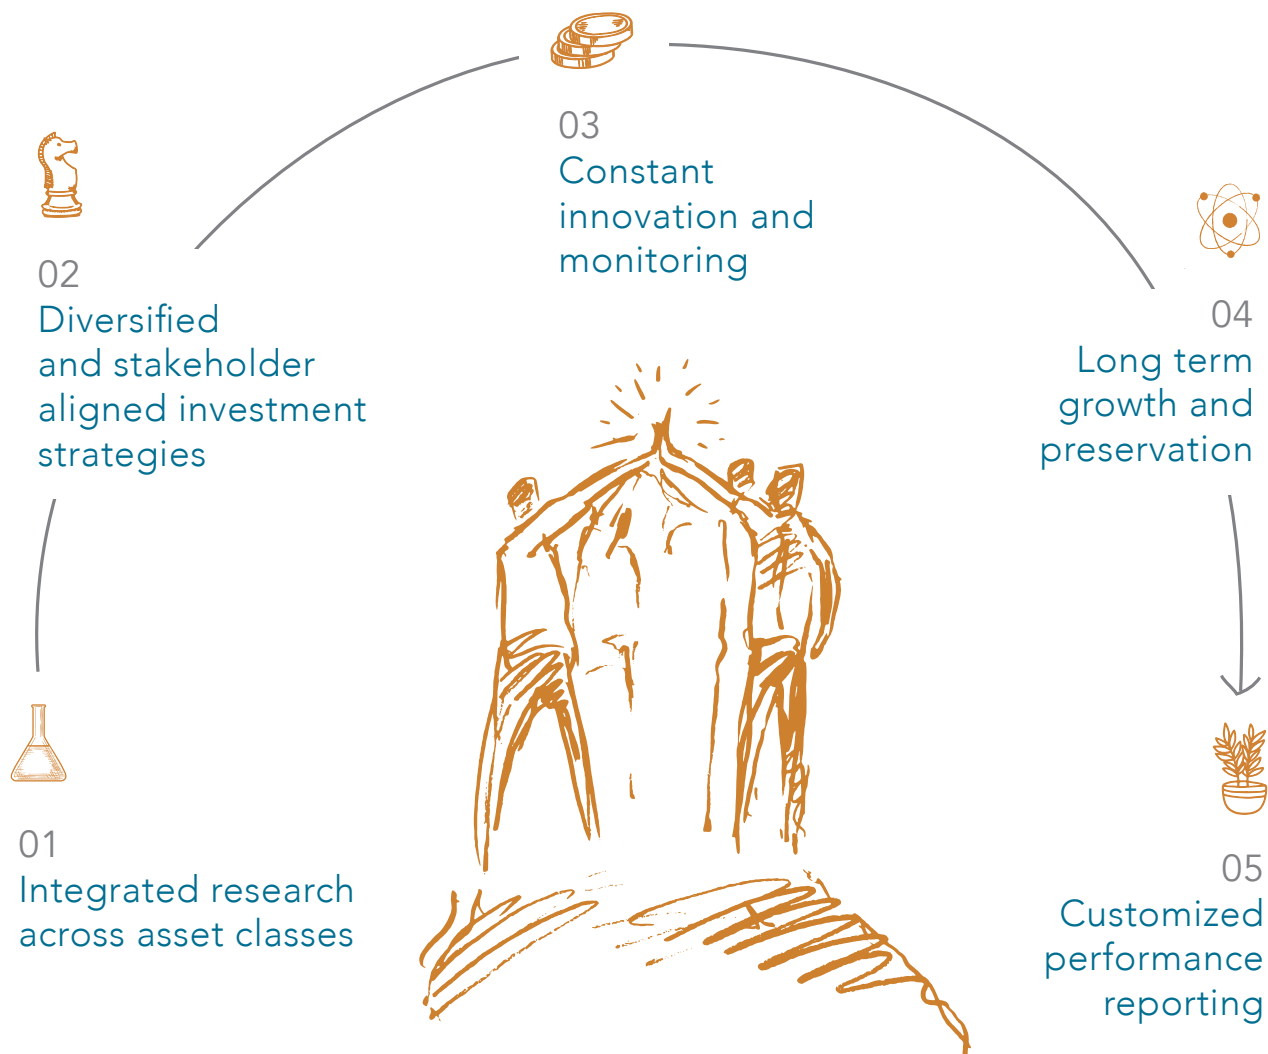 01
Integrated research
across asset classes
02
Diversified
and stakeholder
aligned investment
strategies
03
Constant
innovation and
monitoring
04
Long term
growth and
preservation
05
Customized
performance
reporting